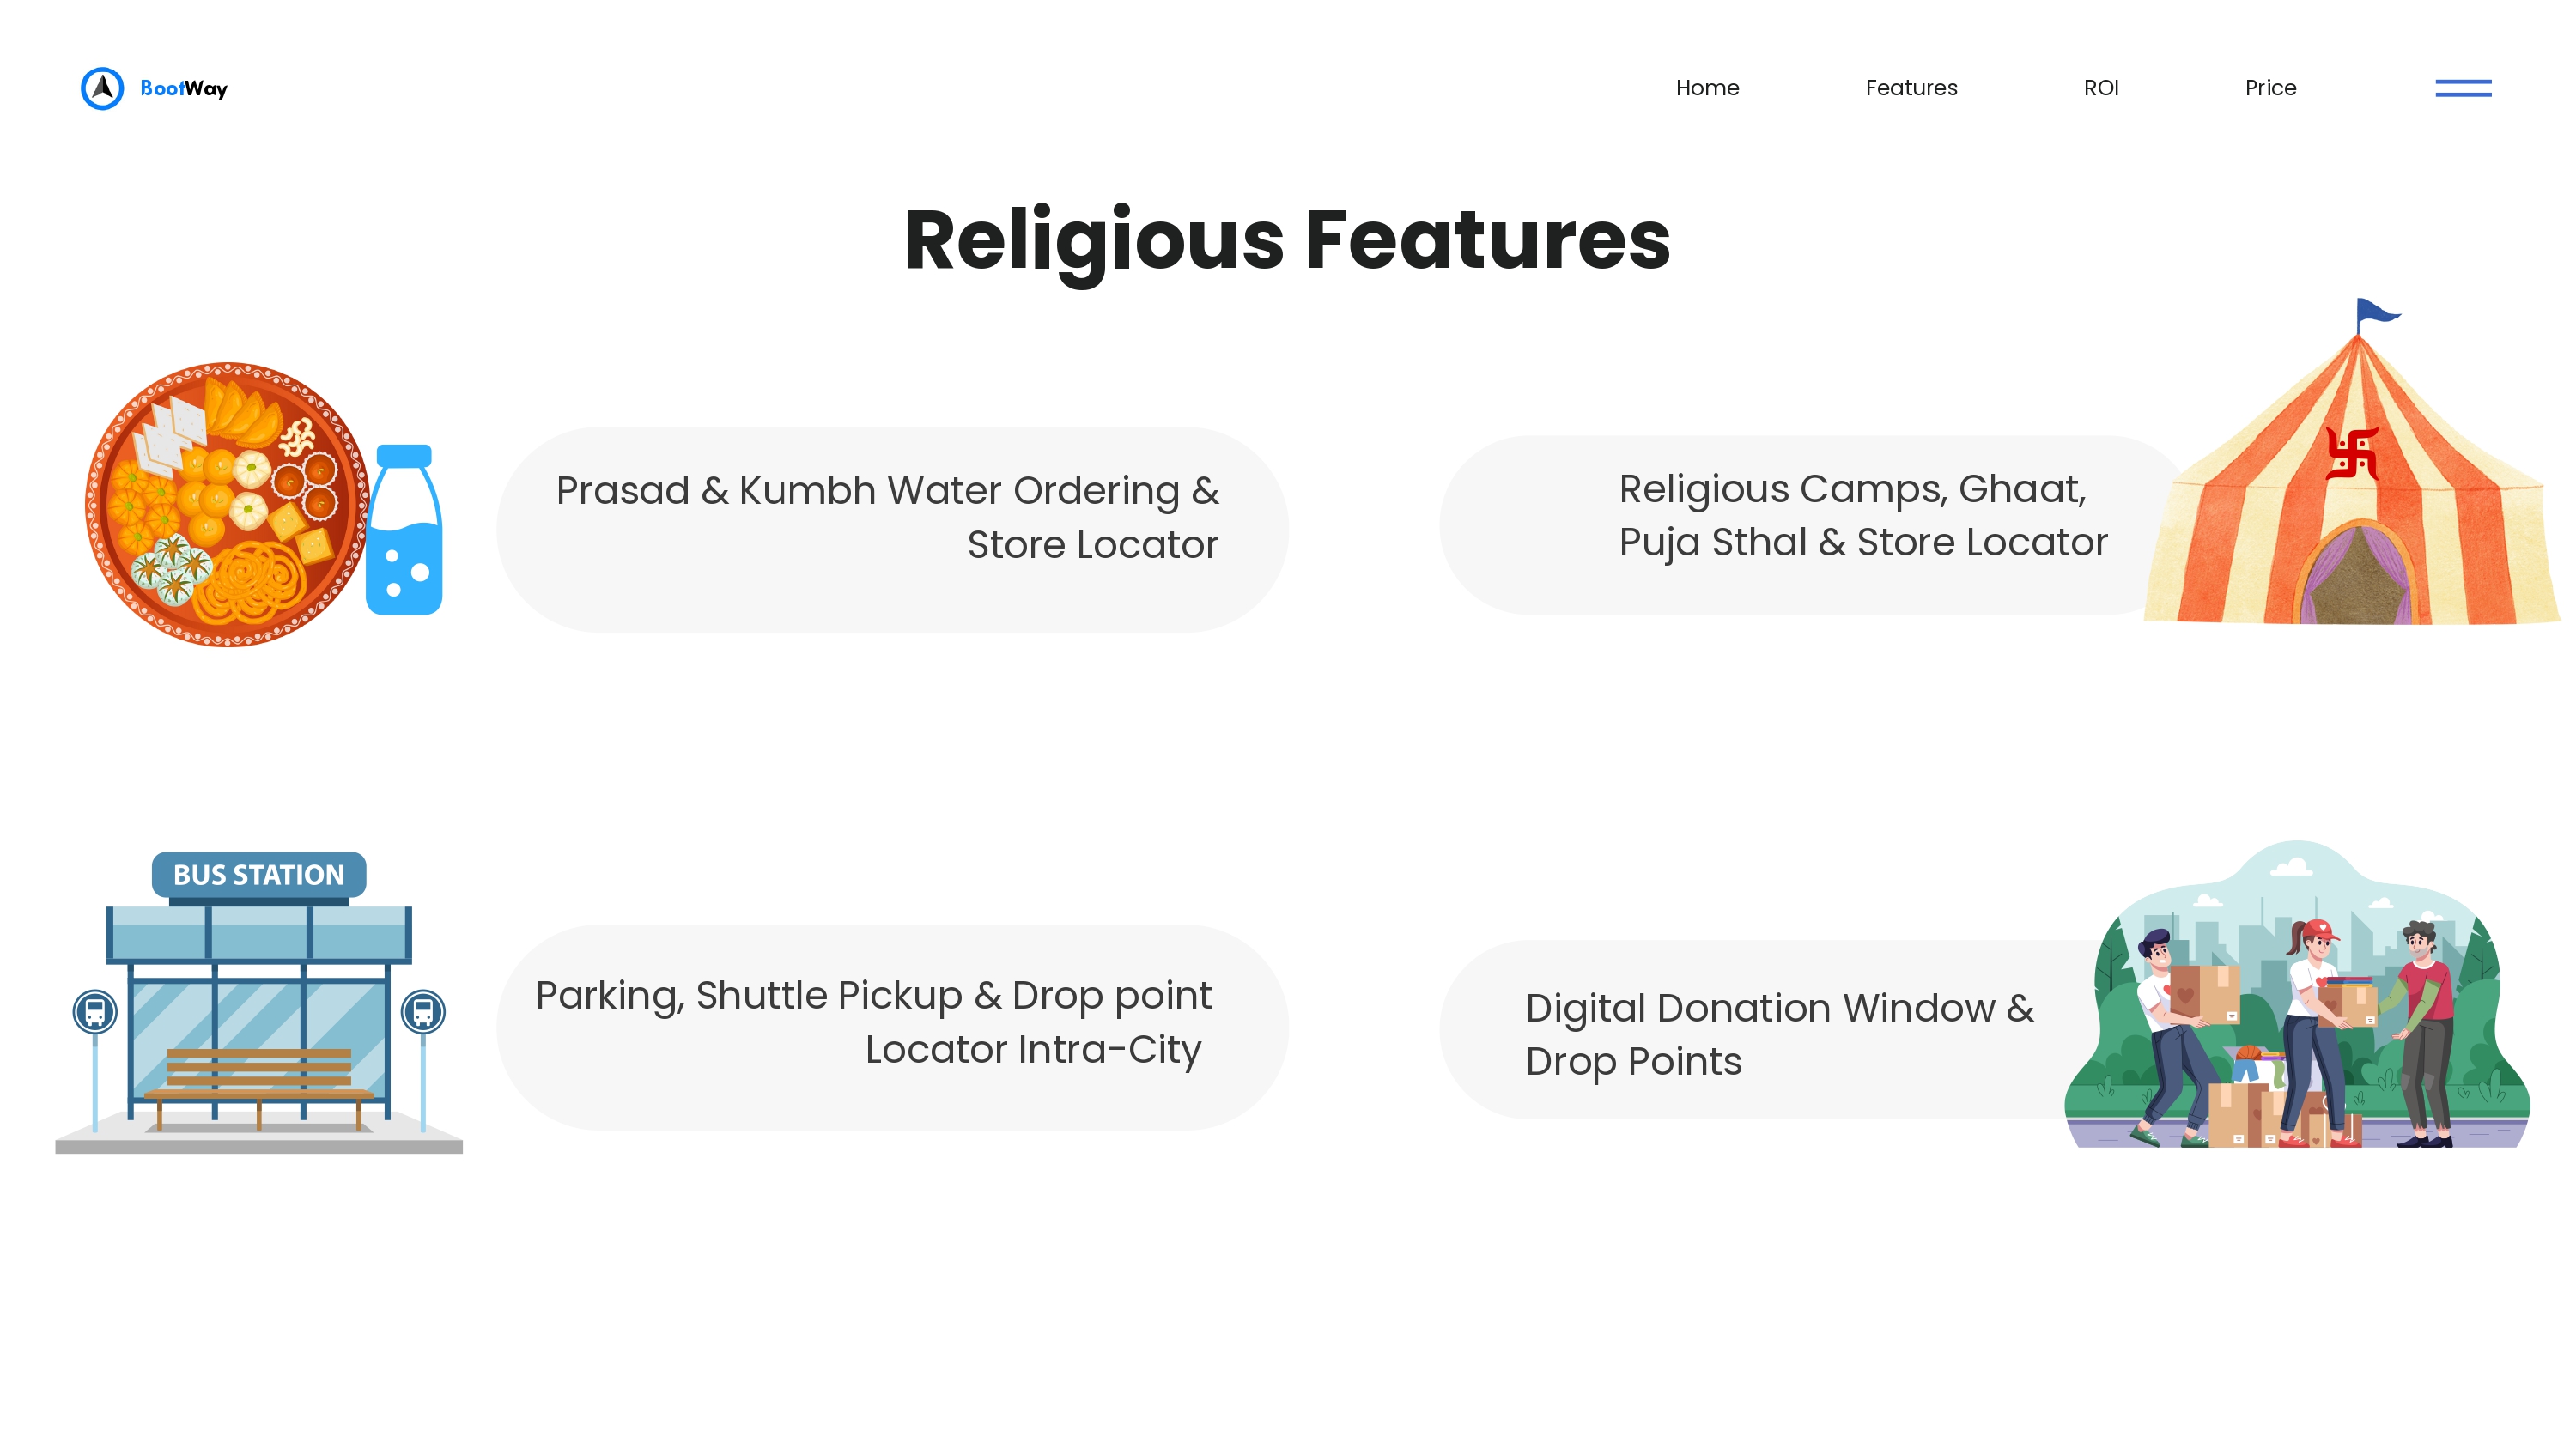 BootWay
Home Features ROI Price
Religious Features
Prasad & Kumbh Water Ordering &
Store Locator
Religious Camps, Ghaat,
Puja Sthal & Store Locator
BUS STATION
Parking, Shuttle Pickup & Drop point
Locator Intra-City
Digital Donation Window &
Drop Points